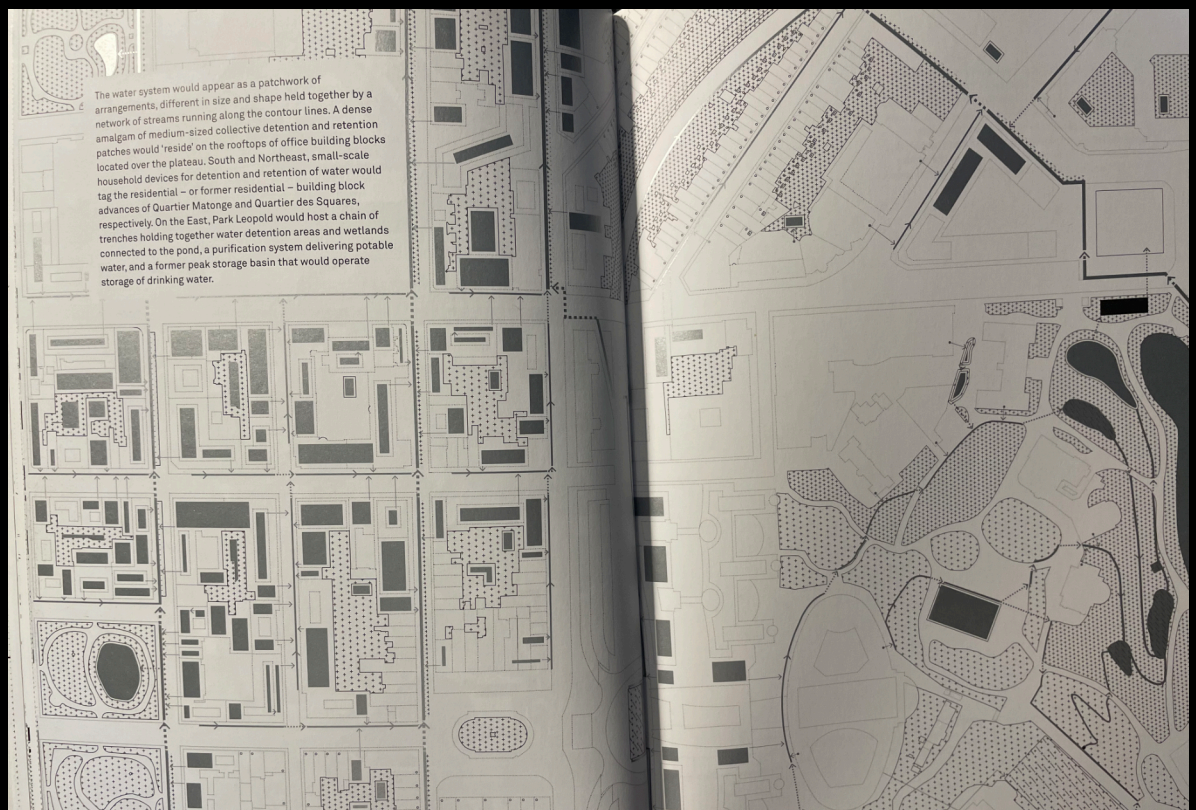 The water system would appear as a patchwork of
arrangements, different in size and shape held together by a
network of streams running along the contour lines. A dense
amalgam of medium-sized collective detention and retention
patches would ‘reside’ on the rooftops of office building blocks
located over the plateau. South and Northeast, small-scale
household devices for detention and retention of water would
tag the residential – or former residential – building block
advances of Quartier Matonge and Quartier des Squares,
respectively. On the East, Park Leopold would host a chain of
trenches holding together water detention areas and wetlands
connected to the pond, a purification system delivering potable
water, and a former peak storage basin that would operate
storage of drinking water.